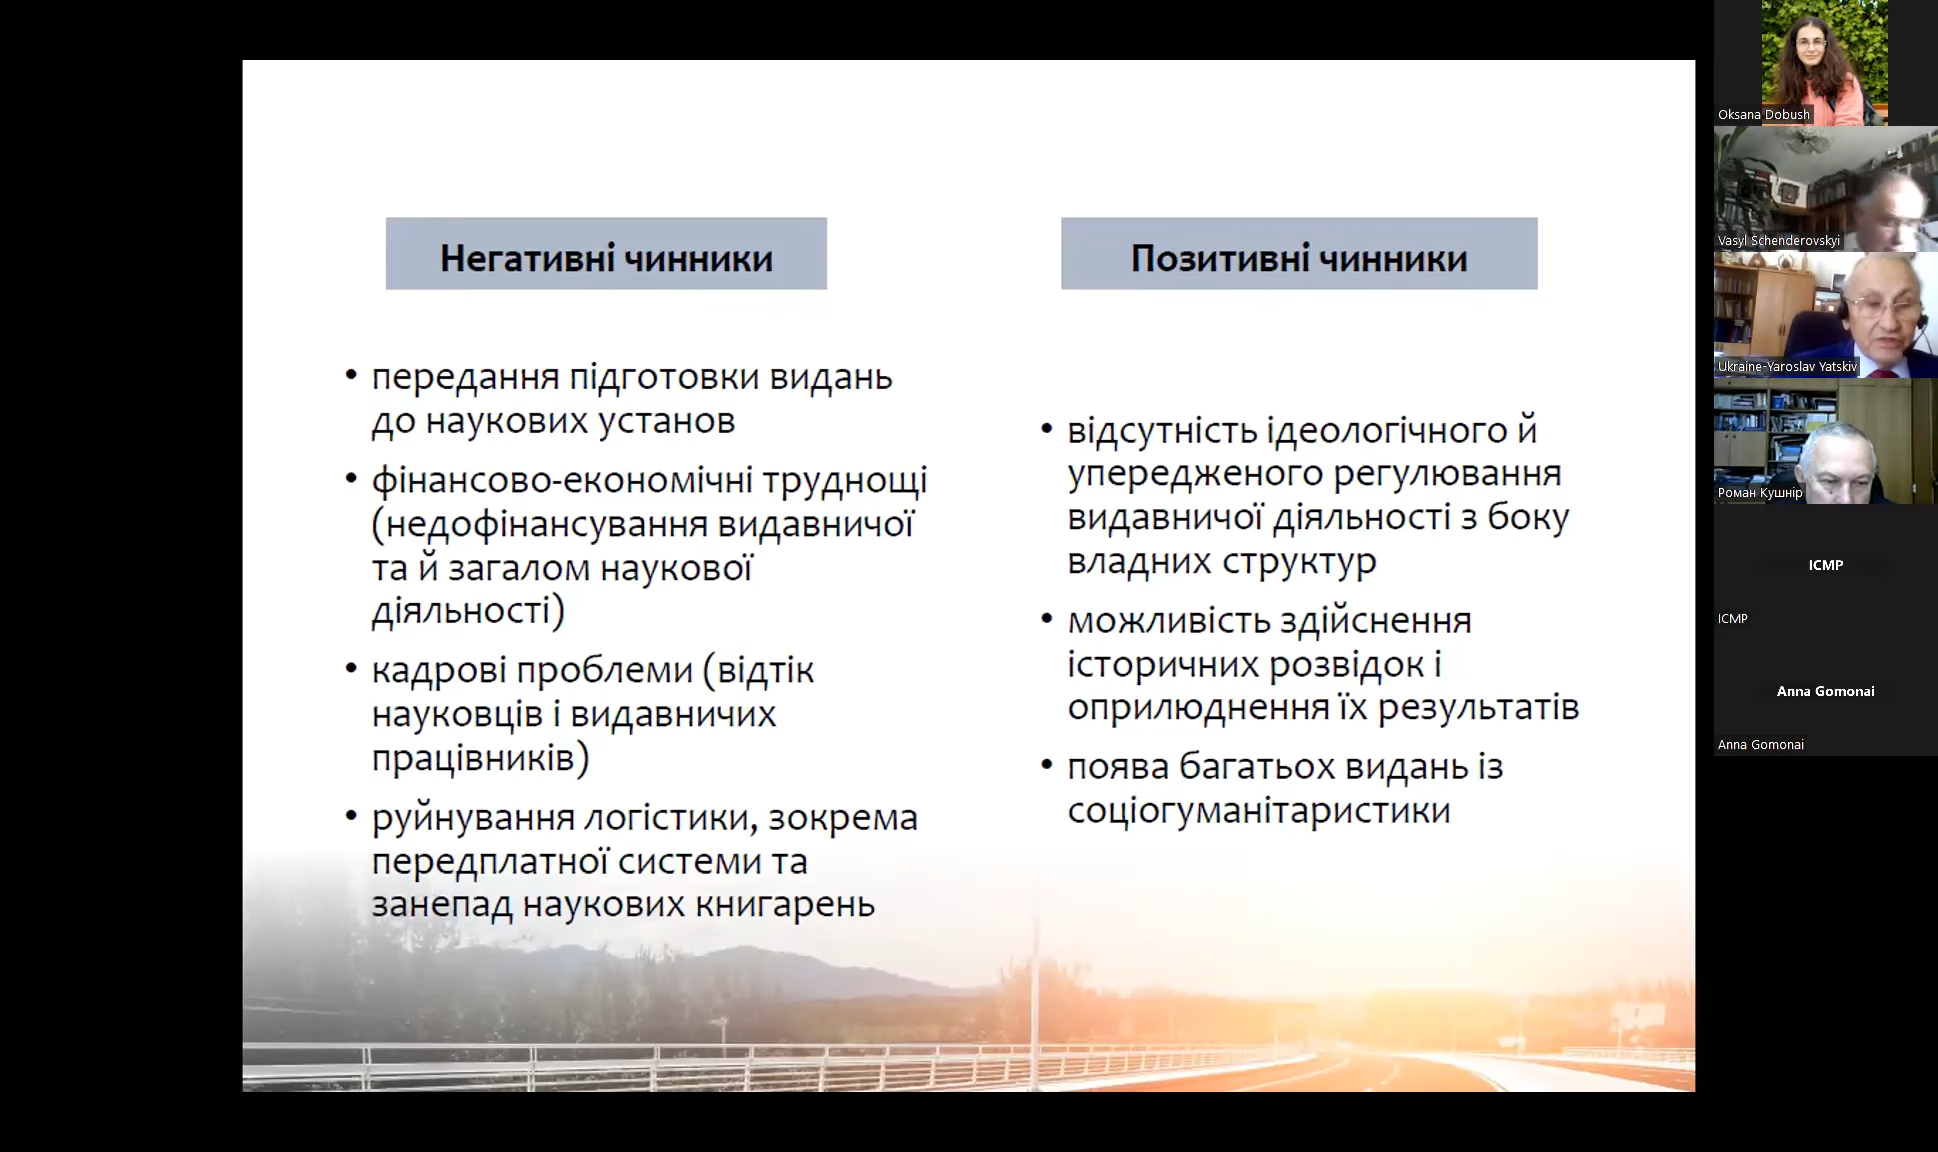 Негативні чинники
• передання підготовки видань
до наукових установ
• фінансово-економічні труднощі
(недофінансування видавничої
та й загалом наукової
діяльності)
• кадрові проблеми (відтік
науковців і видавничих
працівників)
• руйнування логістики, зокрема
передплатної системи та
занепад наукових книгарень
Позитивні чинники
• відсутність ідеологічного й
упередженого регулювання
видавничої діяльності з боку
владних структур
• можливість здійснення
історичних розвідок і
оприлюднення їх результатів
• поява багатьох видань із
соціогуманітаристики
Oksana Dobush
Vasyl Schenderovskyi
Ukraine-Yaroslav Yatskiv
Роман Кушнір
ICMP
ICMP
Anna Gomonai
Anna Gomonai